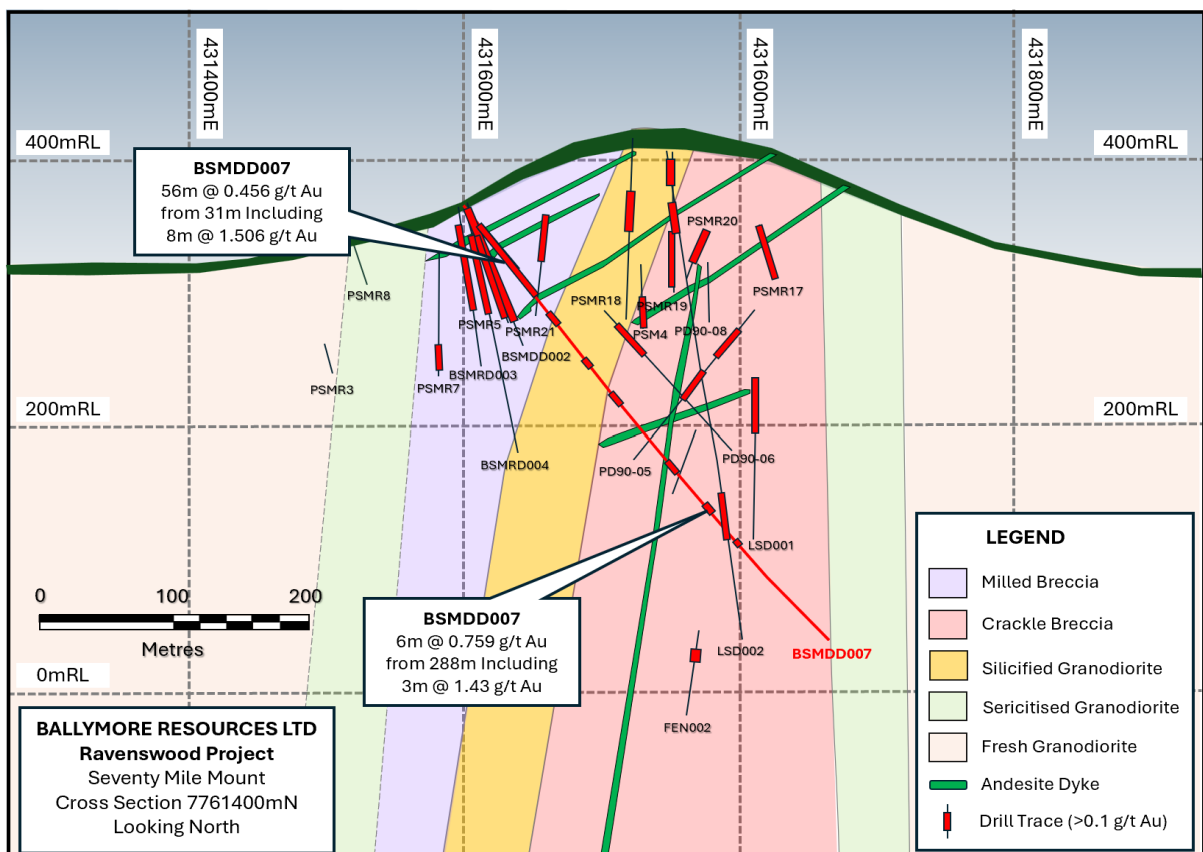 431400mE
431600mE
431600mE
431800mE
400mRL
400mRL
BSMDD007
56m @ 0.456 g/t Au
from 31m Including
8m @ 1.506 g/t Au
PSMR20
PSMR8
PSMR17
PSMR18
PSMR19
PSMR5
PSMR21
PSM4
PD90-08
BSMDD002
BSMRD003
PSMR3
PSMR7
200mRL
200mRL
BSMRD004
PD90-05
PD90-06
LSD001
LSD002
BSMDD007
FEN002
0 100 200
Metres
0mRL
BSMDD007
6m @ 0.759 g/t Au
from 288m Including
3m @ 1.43 g/t Au
BALLYMORE RESOURCES LTD
Ravenswood Project
Seventy Mile Mount
Cross Section 7761400mN
Looking North
LEGEND
Milled Breccia
Crackle Breccia
Silicified Granodiorite
Sericitised Granodiorite
Fresh Granodiorite
Andesite Dyke
Drill Trace (>0.1 g/t Au)